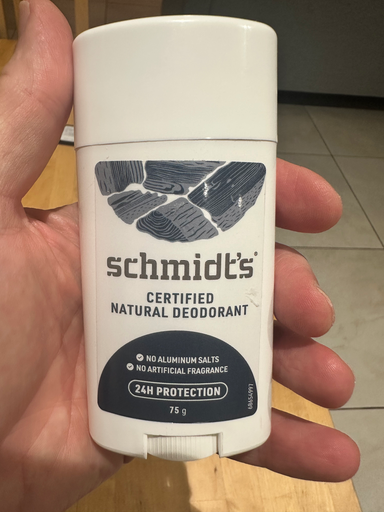 schmidt's
CERTIFIED
NATURAL DEODORANT
NO ALUMINUM SALTS
NO ARTIFICIAL FRAGRANCE
24H PROTECTION
75 g